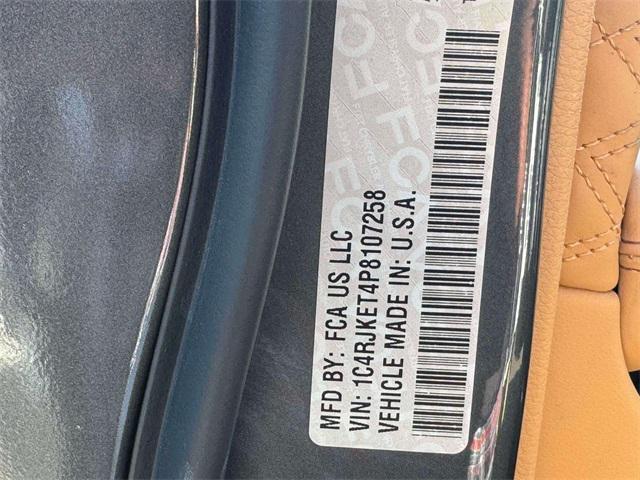 MFD BY: FCA US LLC
VIN: 1C4RJKET4P8107258
VEHICLE MADE IN: U.S.A.